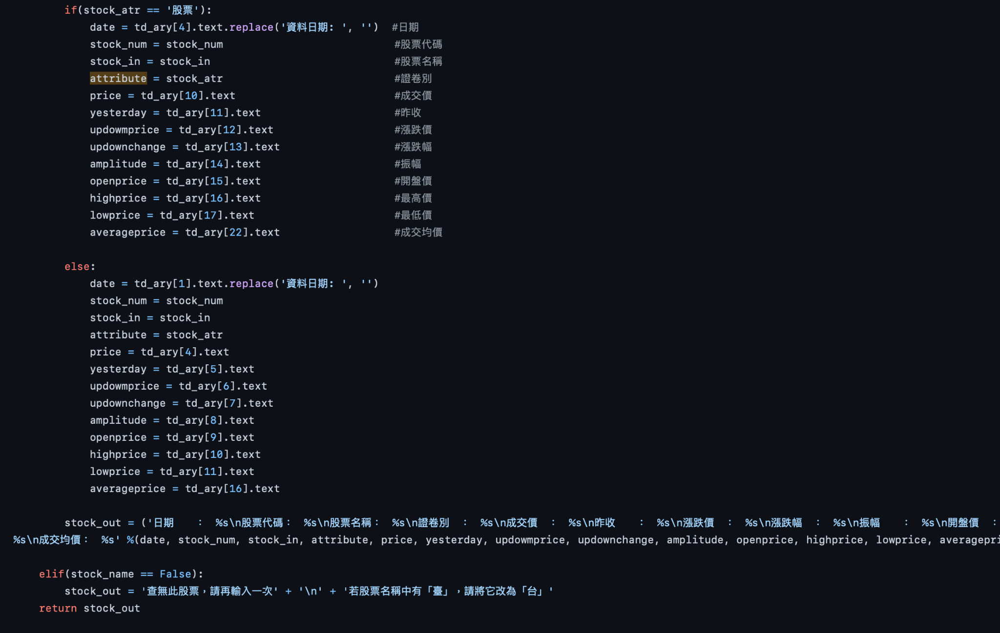 if(stock_atr == '股票'):
date = td_ary[4].text.replace('資料日期: ', '')  #日期
stock_num = stock_num                           #股票代碼
stock_in = stock_in                             #股票名稱
attribute = stock_atr                           #證卷別
price = td_ary[10].text                         #成交價
yesterday = td_ary[11].text                     #昨收
updowmprice = td_ary[12].text                   #漲跌價
updownchange = td_ary[13].text                  #漲跌幅
amplitude = td_ary[14].text                     #振幅
openprice = td_ary[15].text                     #開盤價
highprice = td_ary[16].text                     #最高價
lowprice = td_ary[17].text                      #最低價
averageprice = td_ary[22].text                  #成交均價
else:
date = td_ary[1].text.replace('資料日期: ', '')
stock_num = stock_num
stock_in = stock_in
attribute = stock_atr
price = td_ary[4].text
yesterday = td_ary[5].text
updowmprice = td_ary[6].text
updownchange = td_ary[7].text
amplitude = td_ary[8].text
openprice = td_ary[9].text
highprice = td_ary[10].text
lowprice = td_ary[11].text
averageprice = td_ary[16].text
stock_out = ('日期    :  %s\n股票代碼:  %s\n股票名稱:  %s\n證卷別  :  %s\n成交價  :  %s\n昨收    :  %s\n漲跌價  :  %s\n漲跌幅  :  %s\n振幅    :  %s\n開盤價  :
%s\n成交均價:  %s' %(date, stock_num, stock_in, attribute, price, yesterday, updowmprice, updownchange, amplitude, openprice, highprice, lowprice, averagepri
elif(stock_name == False):
stock_out = '查無此股票，請再輸入一次' + '\n' + '若股票名稱中有「臺」，請將它改為「台」'
return stock_out